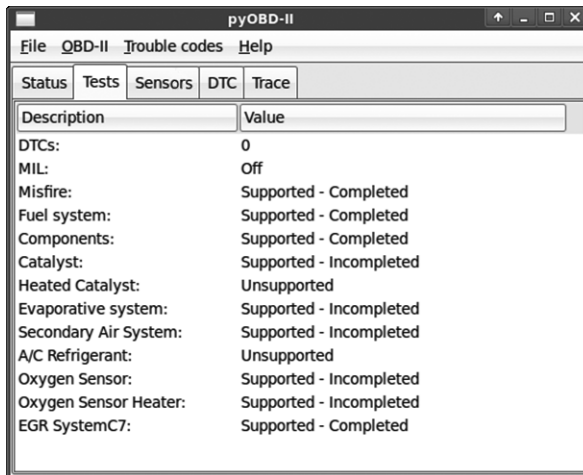 pyOBD-II
File OBD-II Trouble codes Help
Status Tests Sensors DTC Trace
Description Value
DTCs: 0
MIL: Off
Misfire: Supported - Completed
Fuel system: Supported - Completed
Components: Supported - Completed
Catalyst: Supported - Incompleted
Heated Catalyst: Unsupported
Evaporative system: Supported - Incompleted
Secondary Air System: Supported - Incompleted
A/C Refrigerant: Unsupported
Oxygen Sensor: Supported - Incompleted
Oxygen Sensor Heater: Supported - Incompleted
EGR SystemC7: Supported - Completed